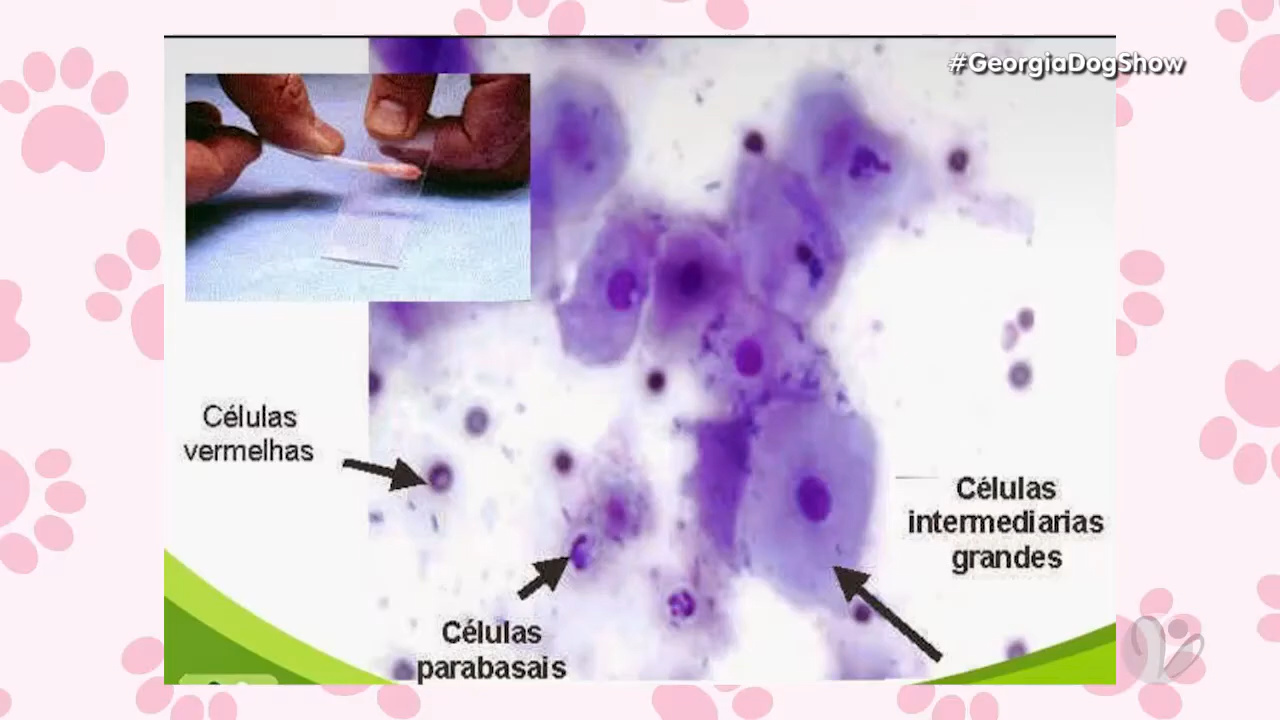 #GeorgiaDogShow
Células
vermelhas
Células
intermediarias
grandes
Células
parabasais